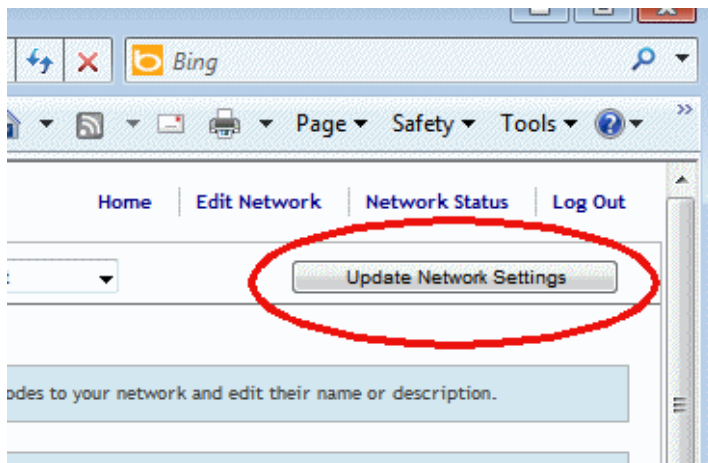 Bing
Page Safety Tools
Home Edit Network Network Status Log Out
Update Network Settings
to your network and edit their name or description.